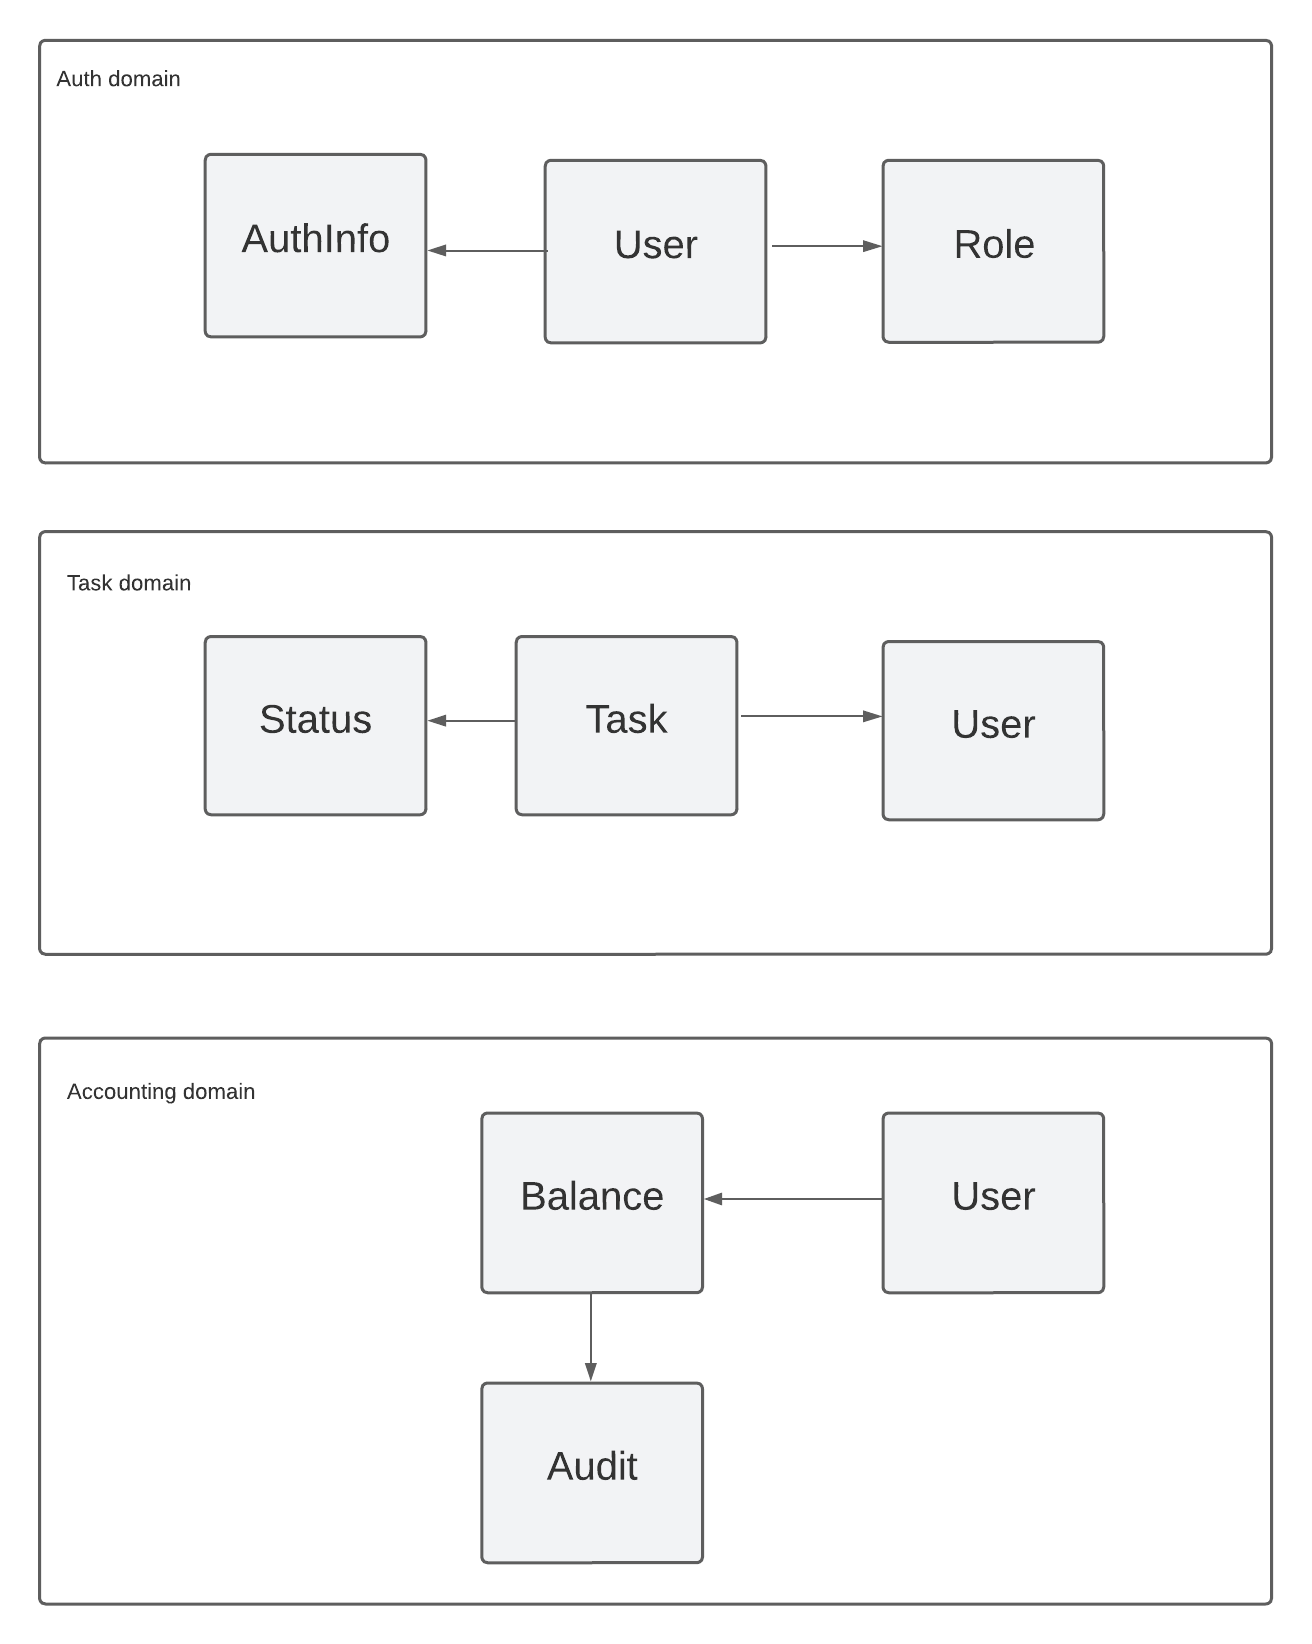 Auth domain
AuthInfo
User
Role
Task domain
Status
Task
User
Accounting domain
Balance
User
Audit